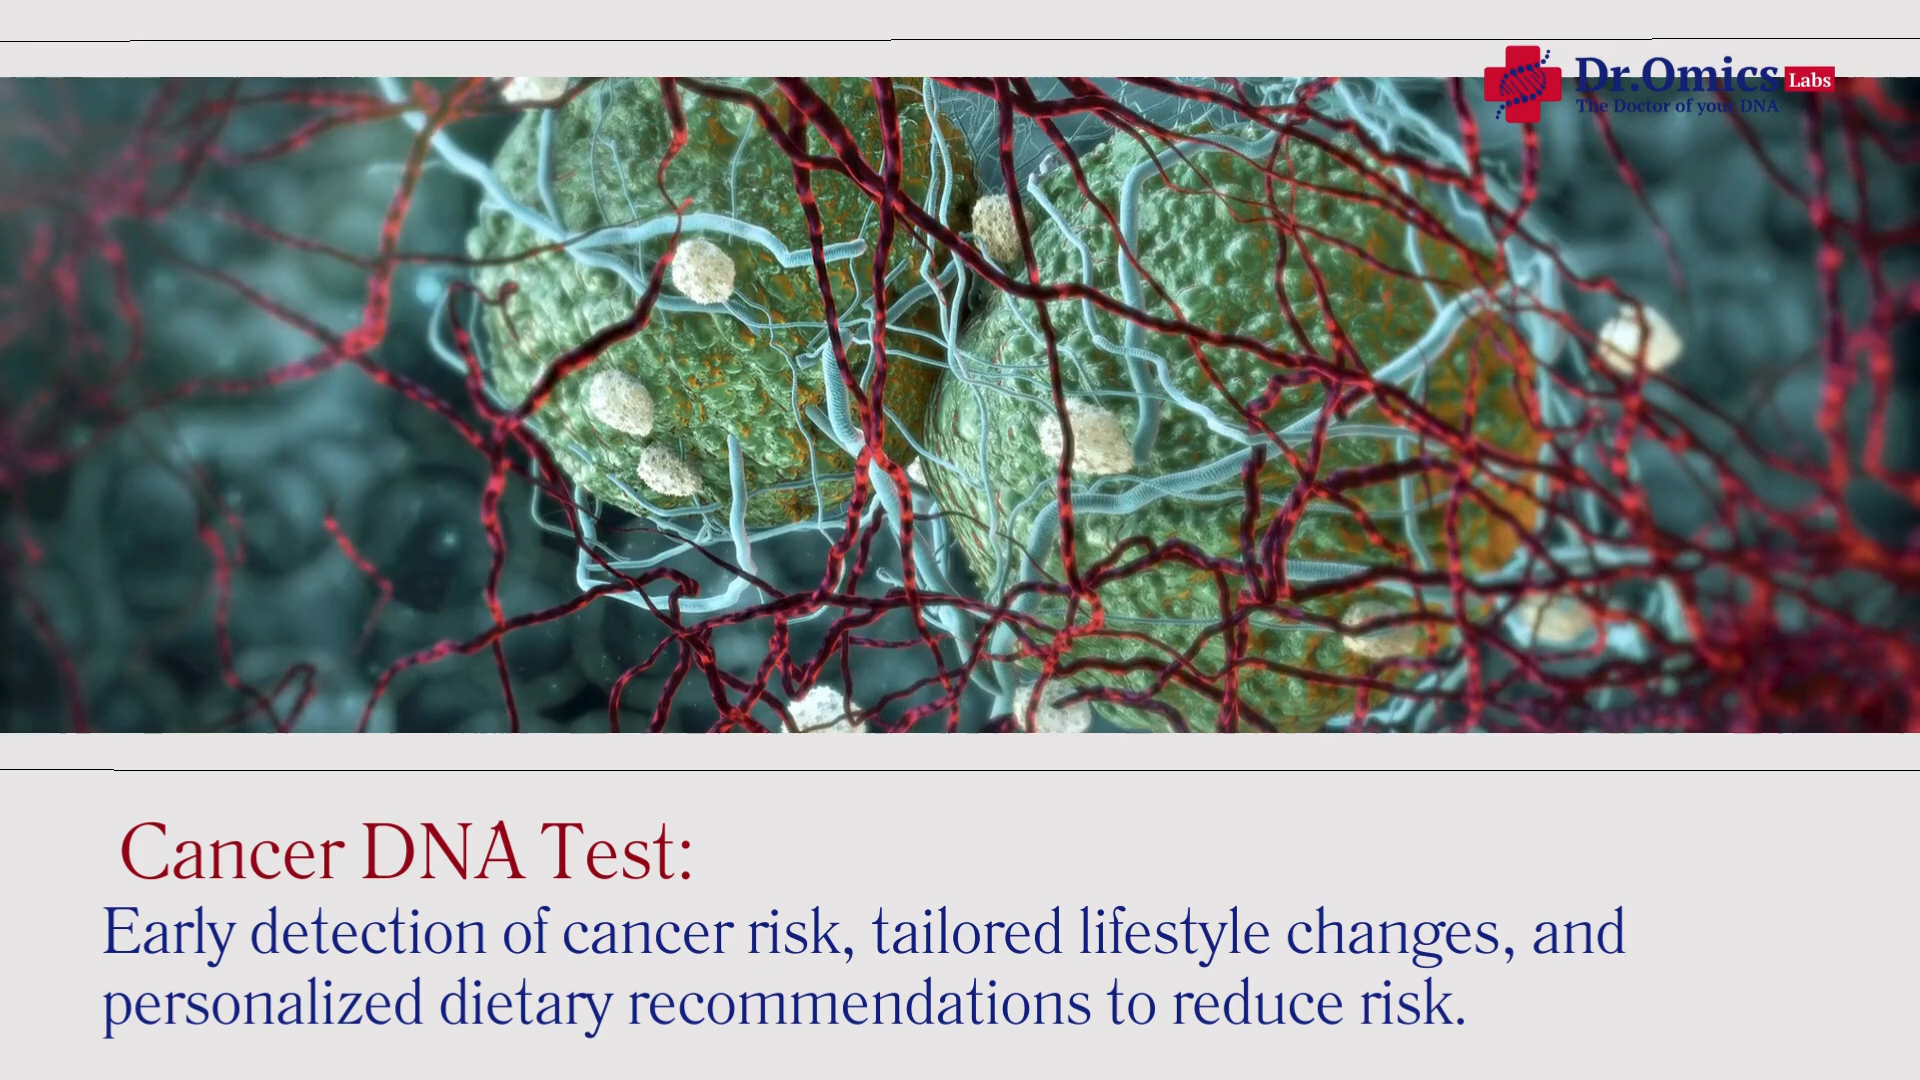 Dr.Omics Labs
The Doctor of your DNA
Cancer DNA Test:
Early detection of cancer risk, tailored lifestyle changes, and
personalized dietary recommendations to reduce risk.